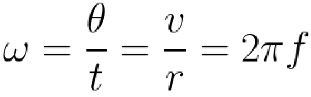 ω = θ/t = v/r = 2πf